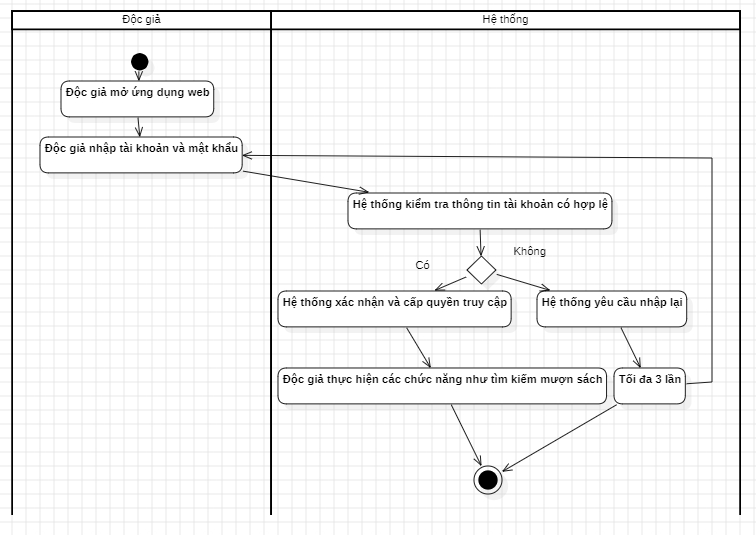 Độc giả
Hệ thống
Độc giả mở ứng dụng web
Độc giả nhập tài khoản và mật khẩu
Hệ thống kiểm tra thông tin tài khoản có hợp lệ
Có
Không
Hệ thống xác nhận và cấp quyền truy cập
Hệ thống yêu cầu nhập lại
Độc giả thực hiện các chức năng như tìm kiếm mượn sách
Tối đa 3 lần